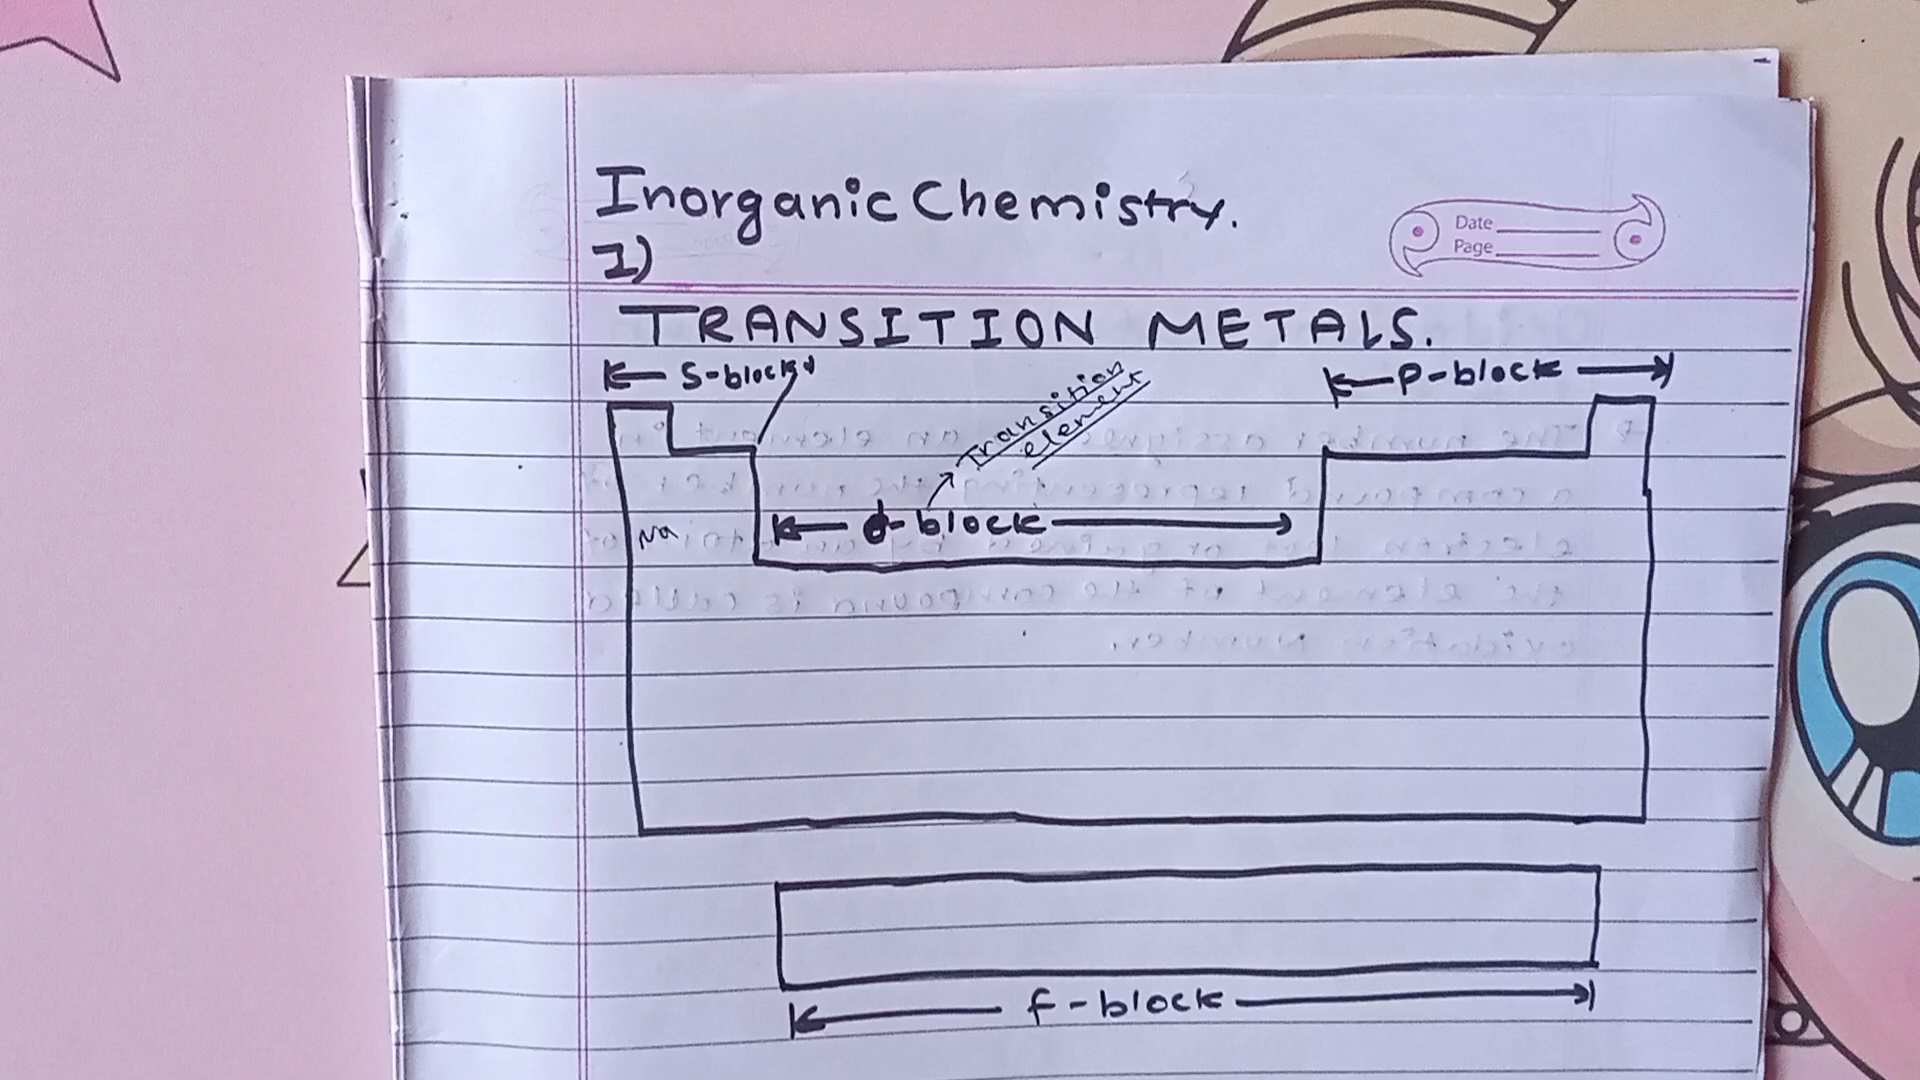 Inorganic Chemistry.
1)
Date
Page
TRANSITION METALS.
s-block
p-block
Transition
element
Na
d-block
f-block